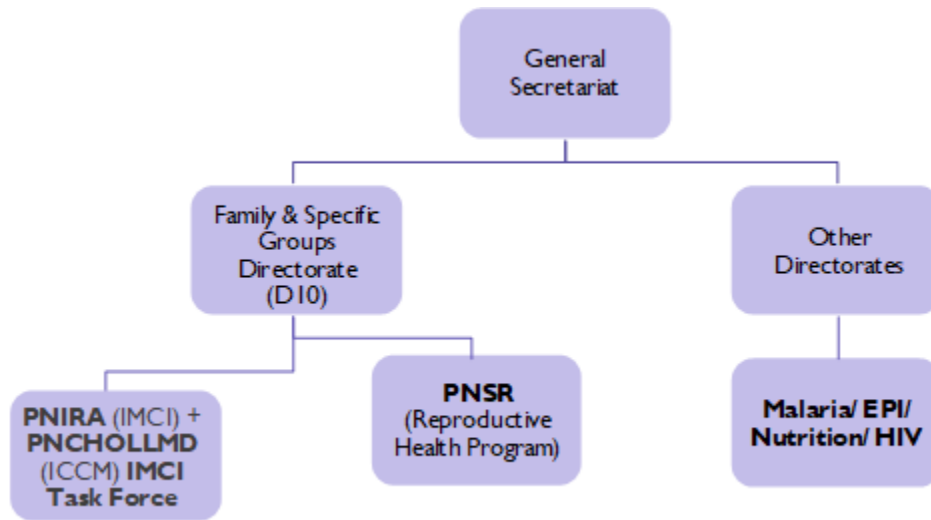 General
Secretariat
Family & Specific
Groups
Directorate
(D10)
Other
Directorates
PNIRA (IMCI) +
PNCHOLLMD
(ICCM) IMCI
Task Force
PNSR
(Reproductive
Health Program)
Malaria/ EPI/
Nutrition/ HIV